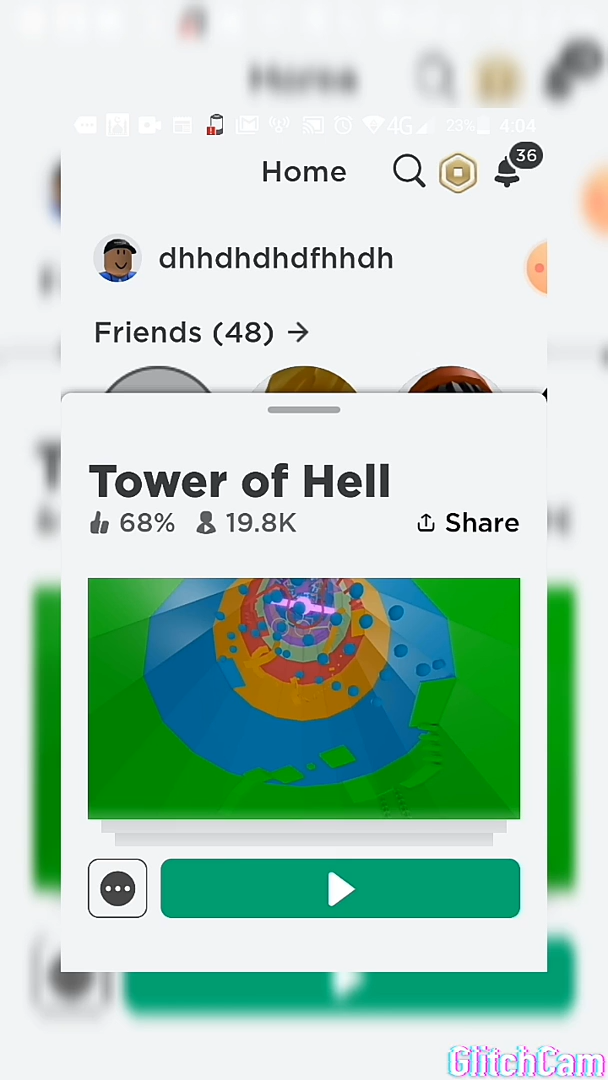 4G 23% 4:04
Home
36
dhhdhdhdfhhdh
Friends (48) →
Tower of Hell
68% 19.8K Share
GlitchCam